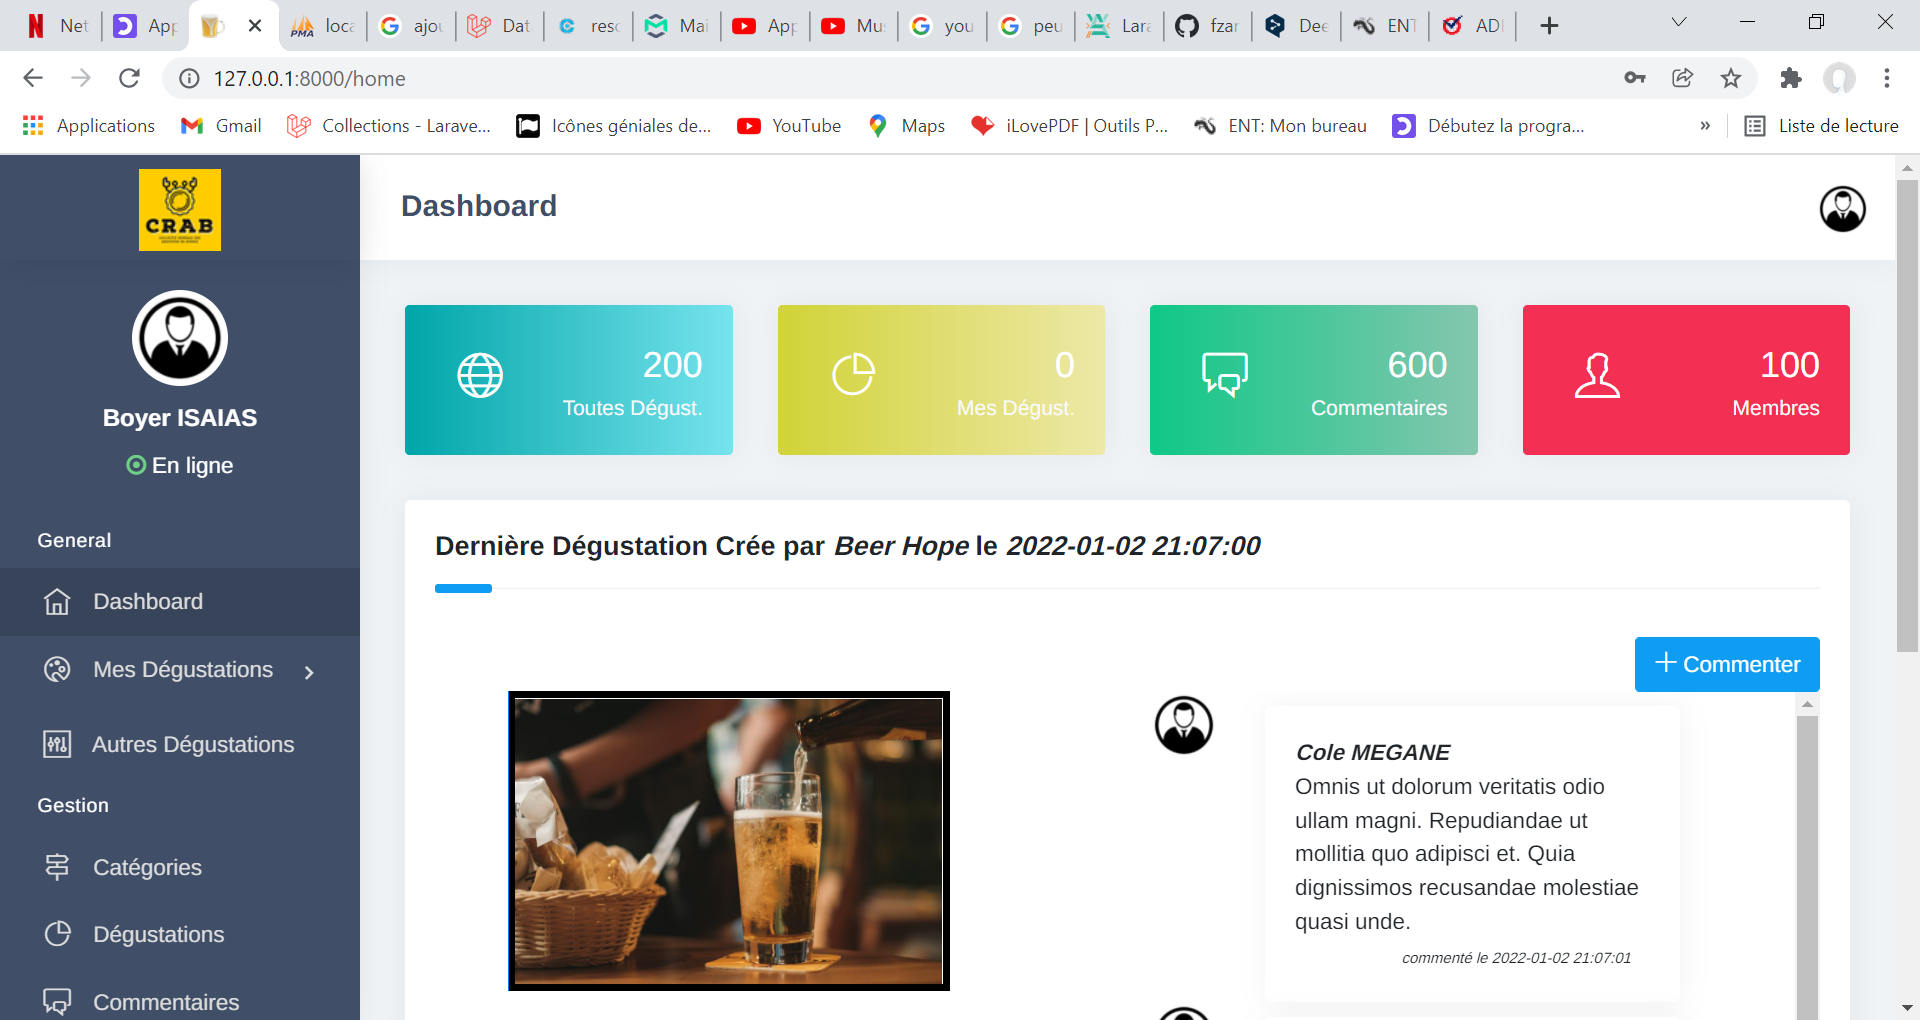 Net
App
loca
ajou
Dat
reso
Mai
App
Mus
you
peu
Lara
fzar
Dee
ENT
ADE
127.0.0.1:8000/home
Applications
Gmail
Collections - Larave...
Icônes géniales de...
YouTube
Maps
iLovePDF | Outils P...
ENT: Mon bureau
Débutez la progra...
»
Liste de lecture
CRAB
Dashboard
Boyer ISAIAS
En ligne
General
Dashboard
Mes Dégustations
Autres Dégustations
Gestion
Catégories
Dégustations
Commentaires
200
Toutes Dégust.
0
Mes Dégust.
600
Commentaires
100
Membres
Dernière Dégustation Crée par Beer Hope le 2022-01-02 21:07:00
Commenter
Cole MEGANE
Omnis ut dolorum veritatis odio
ullam magni. Repudiandae ut
mollitia quo adipisci et. Quia
dignissimos recusandae molestiae
quasi unde.
commenté le 2022-01-02 21:07:01